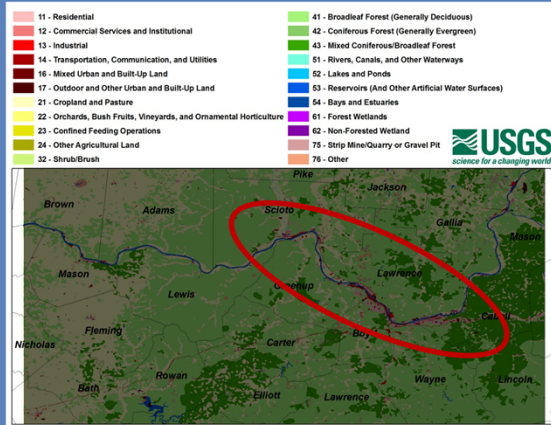 11 - Residential
12 - Commercial Services and Institutional
13 - Industrial
14 - Transportation, Communication, and Utilities
16 - Mixed Urban and Built-Up Land
17 - Outdoor and Other Urban and Built-Up Land
21 - Cropland and Pasture
22 - Orchards, Bush Fruits, Vineyards, and Ornamental Horticulture
23 - Confined Feeding Operations
24 - Other Agricultural Land
32 - Shrub/Brush
41 - Broadleaf Forest (Generally Deciduous)
42 - Coniferous Forest (Generally Evergreen)
43 - Mixed Coniferous/Broadleaf Forest
51 - Rivers, Canals, and Other Waterways
52 - Lakes and Ponds
53 - Reservoirs (And Other Artificial Water Surfaces)
54 - Bays and Estuaries
61 - Forest Wetlands
62 - Non-Forested Wetland
75 - Strip Mine/Quarry or Gravel Pit
76 - Other
USGS
science for a changing world
Pike
Jackson
Brown
Adams
Scioto
Gallia
Mason
Mason
Lawrence
Lewis
Greenup
Cabell
Fleming
Boyd
Nicholas
Carter
Rowan
Wayne
Bath
Elliott
Lawrence
Lincoln